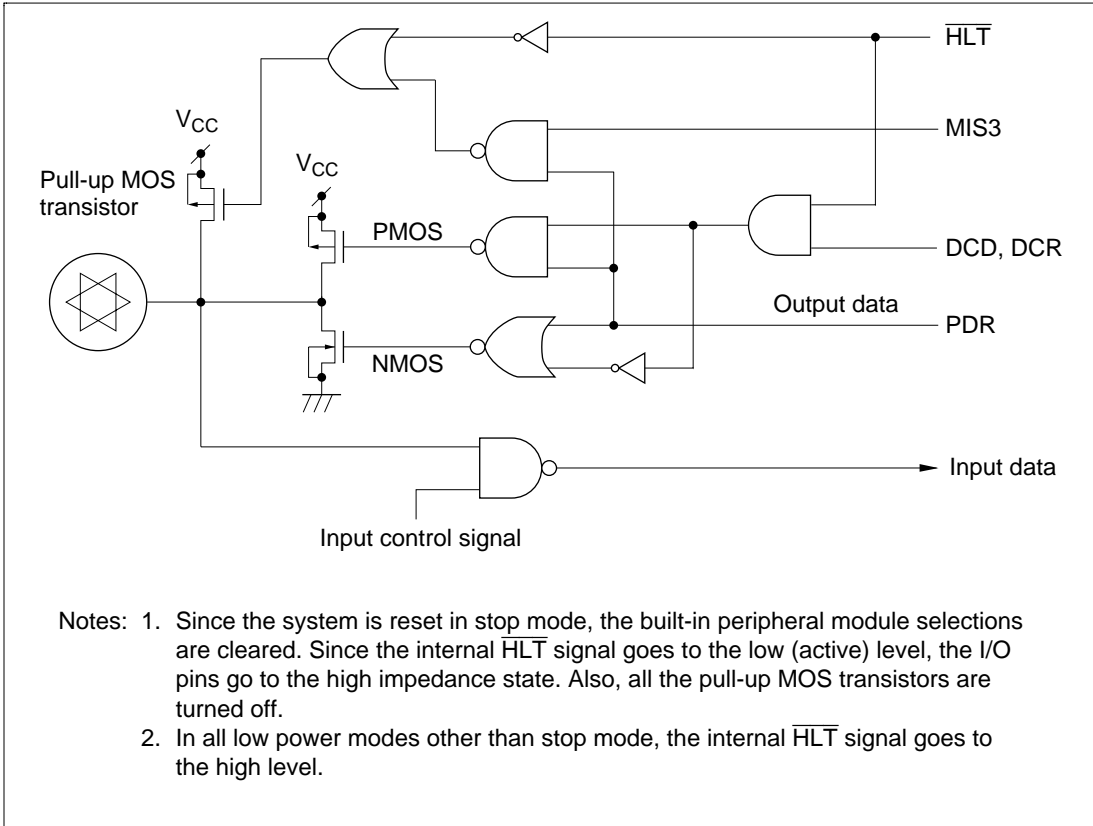 HLT
VCC
MIS3
VCC
Pull-up MOS
transistor
PMOS
DCD, DCR
Output data
PDR
NMOS
Input data
Input control signal
Notes: 1. Since the system is reset in stop mode, the built-in peripheral module selections
are cleared. Since the internal HLT signal goes to the low (active) level, the I/O
pins go to the high impedance state. Also, all the pull-up MOS transistors are
turned off.
2. In all low power modes other than stop mode, the internal HLT signal goes to
the high level.